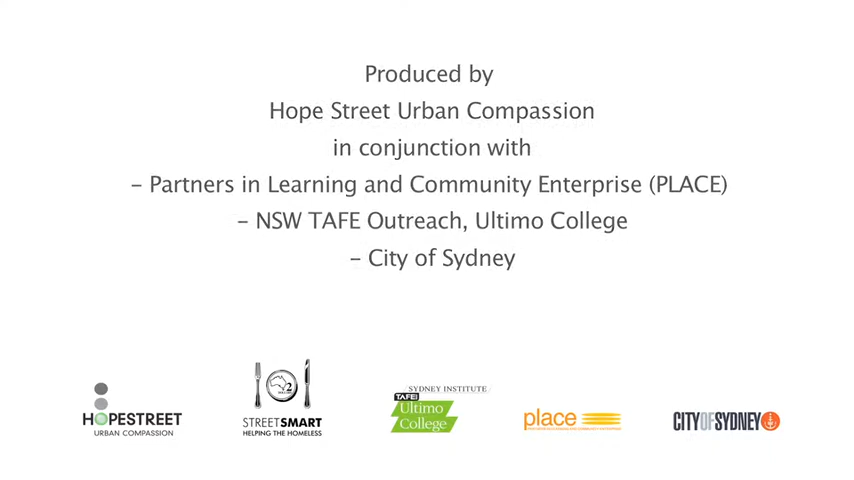 Produced by
Hope Street Urban Compassion
in conjunction with
– Partners in Learning and Community Enterprise (PLACE)
– NSW TAFE Outreach, Ultimo College
– City of Sydney
HOPESTREET
URBAN COMPASSION
2
STREETSMART
HELPING THE HOMELESS
SYDNEY INSTITUTE
TAFE
Ultimo
College
place
CITYOFSYDNEY